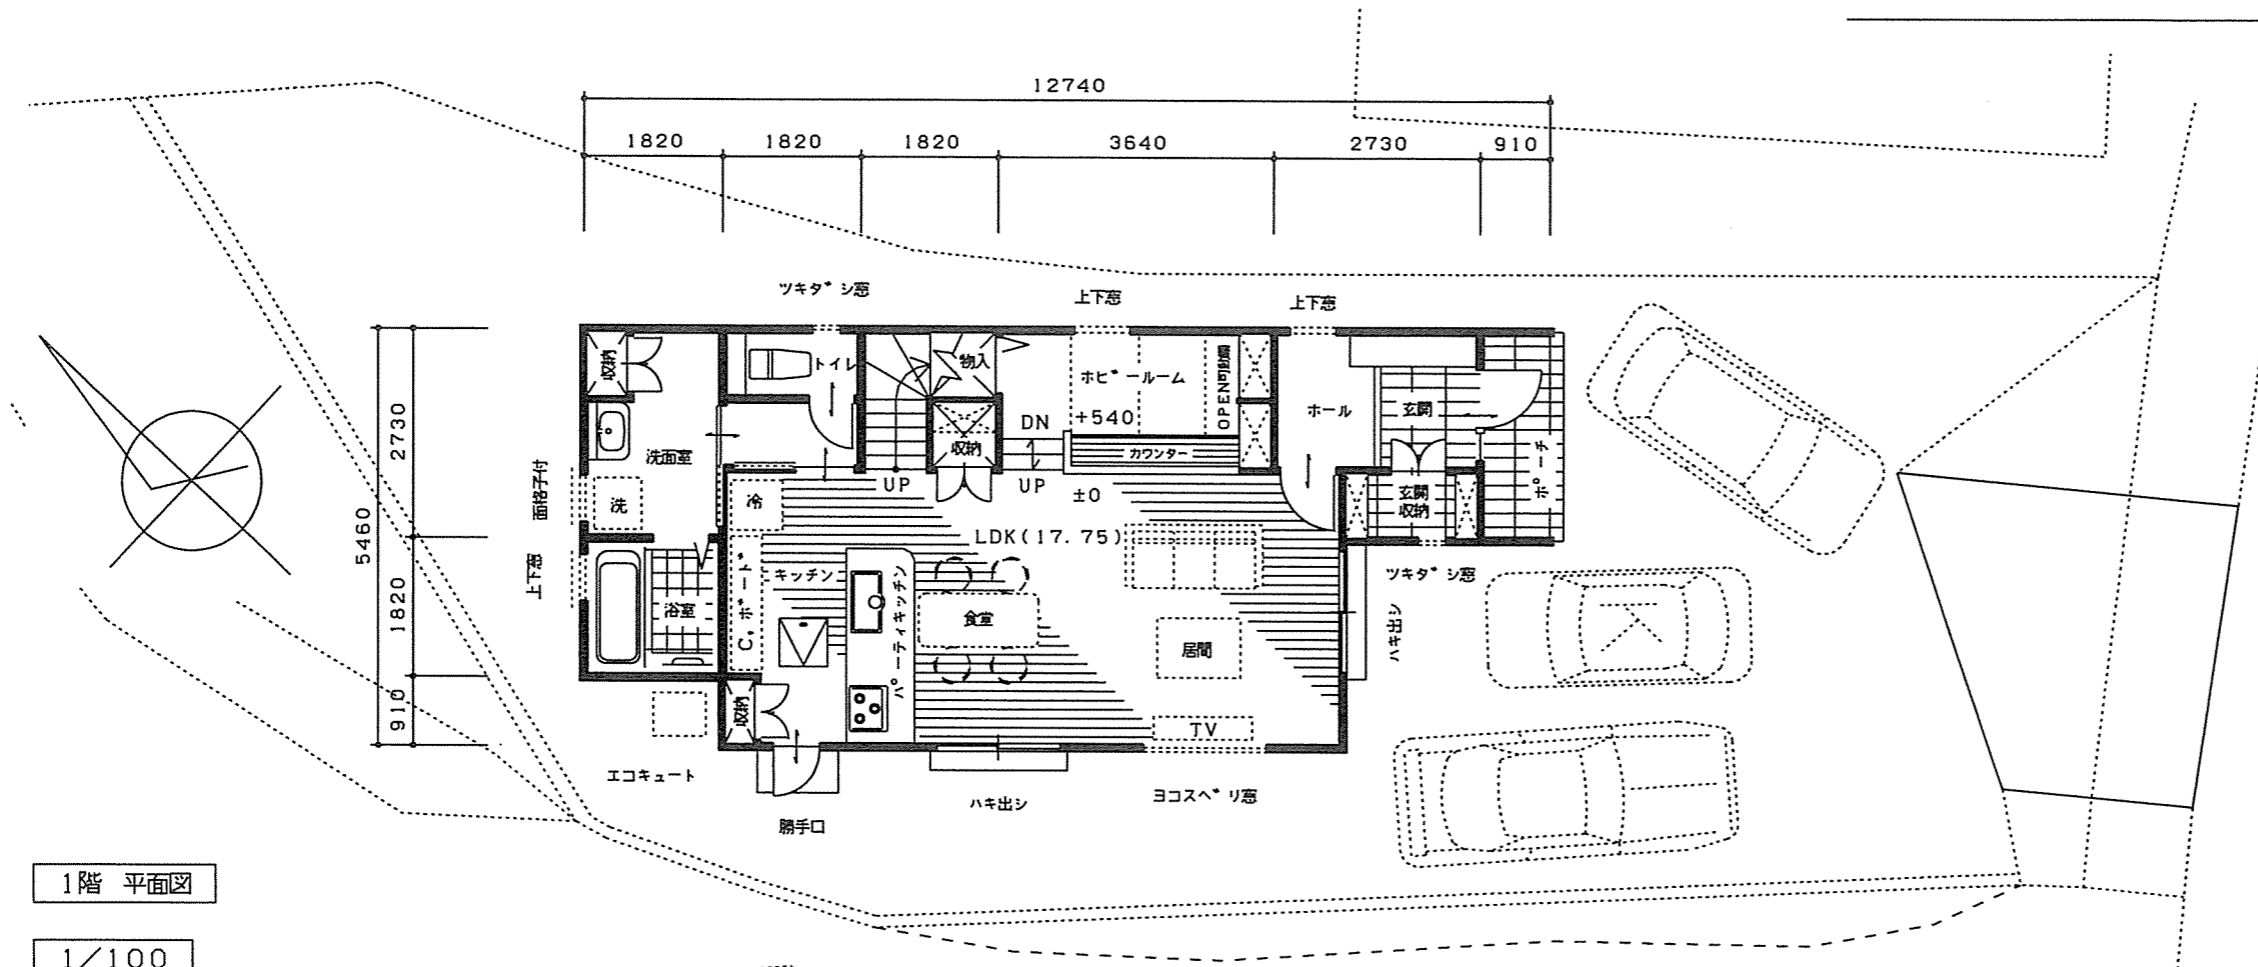 12740
1820
1820
1820
3640
2730
910
ツキダシ窓
上下窓
上下窓
収納
トイレ
物入
ホビールーム
OPEN可動棚
ホール
玄関
ポーチ
DN
+540
洗面室
収納
カウンター
UP
UP
±0
玄関
収納
洗
冷
LDK(17.75)
面格子付
上下窓
5460
2730
1820
910
浴室
キッチン
C.ボード
パーティキッチン
食堂
居間
ツキダシ窓
ハキ出シ
収納
TV
エコキュート
勝手口
ハキ出シ
ヨコスベリ窓
1階 平面図
1/100